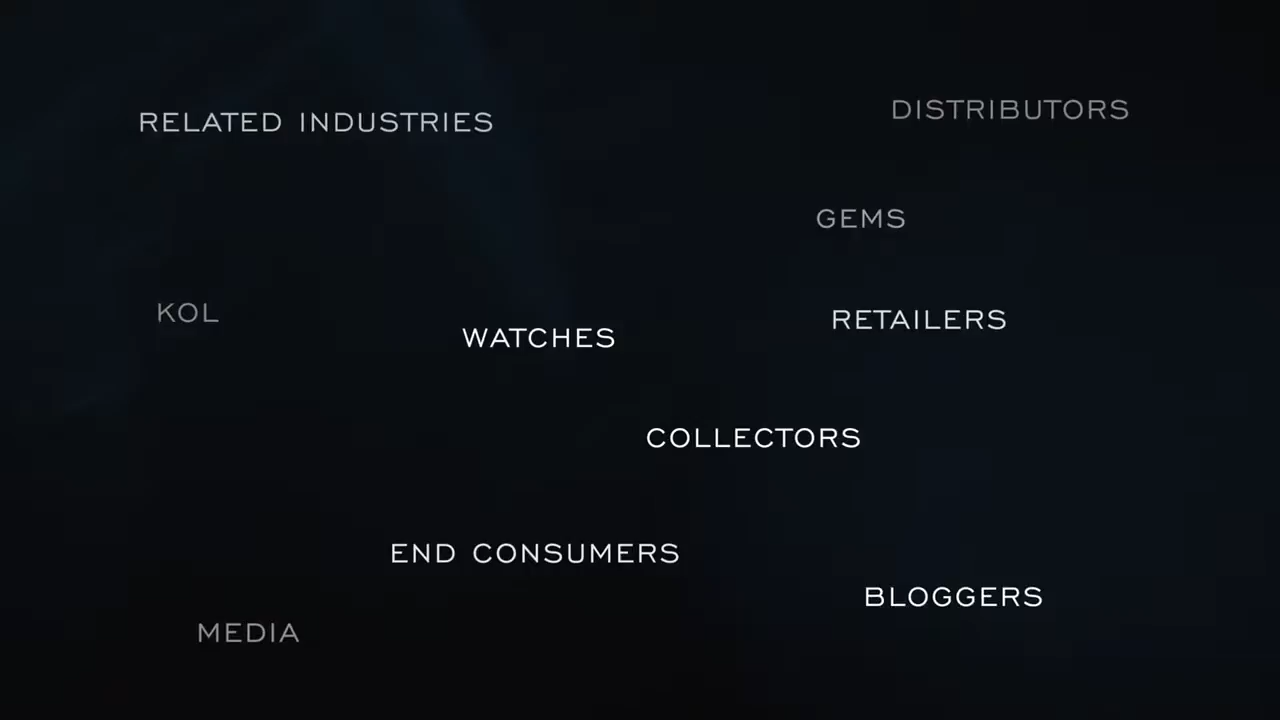 RELATED INDUSTRIES
DISTRIBUTORS
GEMS
KOL
RETAILERS
WATCHES
COLLECTORS
END CONSUMERS
BLOGGERS
MEDIA